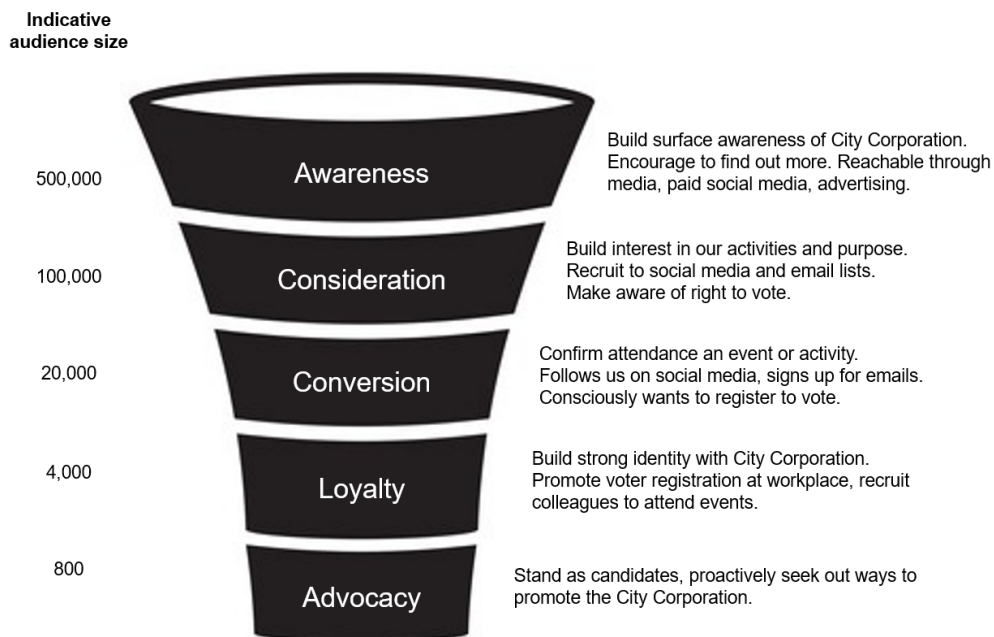 Indicative
audience size
500,000
Awareness
Build surface awareness of City Corporation.
Encourage to find out more. Reachable through
media, paid social media, advertising.
100,000
Consideration
Build interest in our activities and purpose.
Recruit to social media and email lists.
Make aware of right to vote.
20,000
Conversion
Confirm attendance an event or activity.
Follows us on social media, signs up for emails.
Consciously wants to register to vote.
4,000
Loyalty
Build strong identity with City Corporation.
Promote voter registration at workplace, recruit
colleagues to attend events.
800
Advocacy
Stand as candidates, proactively seek out ways to
promote the City Corporation.